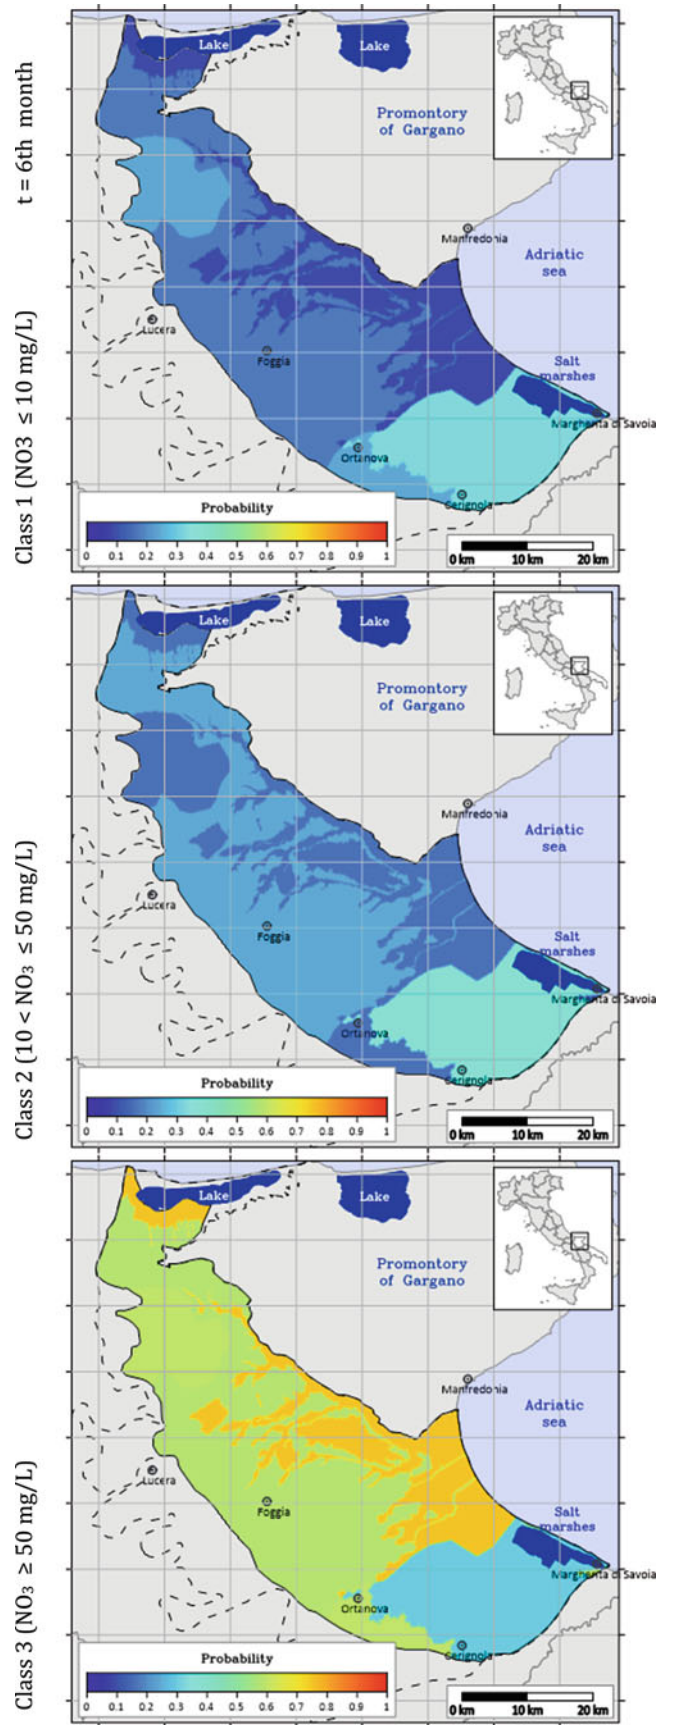 t = 6th month
Class 1 (NO3 ≤ 10 mg/L)
Lake
Lake
Promontory
of Gargano
Manfredonia
Adriatic
sea
Lucera
Foggia
Salt
marshes
Margherita di Savoia
Ortanova
Cerignola
Probability
0 0.1 0.2 0.3 0.4 0.5 0.6 0.7 0.8 0.9 1
0 km 10 km 20 km
Class 2 (10 < NO₃ ≤ 50 mg/L)
Lake
Lake
Promontory
of Gargano
Manfredonia
Adriatic
sea
Lucera
Foggia
Salt
marshes
Margherita di Savoia
Ortanova
Cerignola
Probability
0 0.1 0.2 0.3 0.4 0.5 0.6 0.7 0.8 0.9 1
0 km 10 km 20 km
Class 3 (NO₃ ≥ 50 mg/L)
Lake
Lake
Promontory
of Gargano
Manfredonia
Adriatic
sea
Lucera
Foggia
Salt
marshes
Margherita di Savoia
Ortanova
Cerignola
Probability
0 0.1 0.2 0.3 0.4 0.5 0.6 0.7 0.8 0.9 1
0 km 10 km 20 km